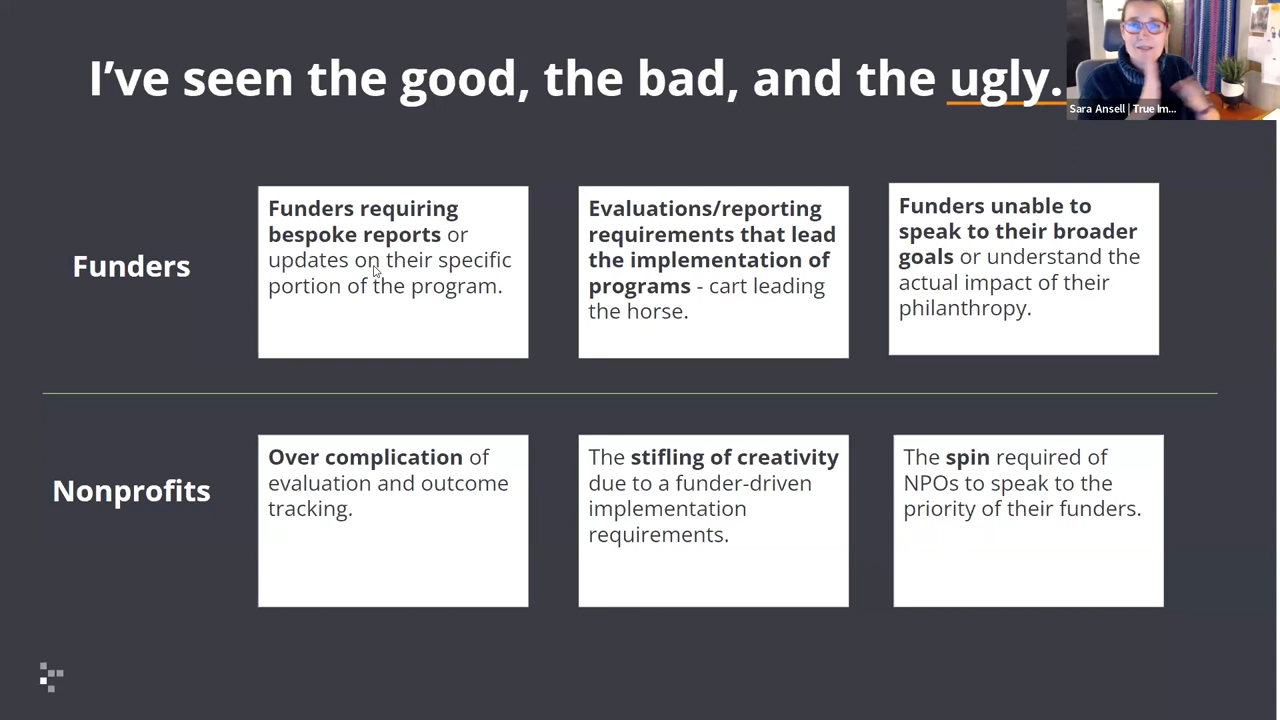 I've seen the good, the bad, and the ugly.
Sara Ansell | True Im...
Funders
Funders requiring
bespoke reports or
updates on their specific
portion of the program.
Evaluations/reporting
requirements that lead
the implementation of
programs - cart leading
the horse.
Funders unable to
speak to their broader
goals or understand the
actual impact of their
philanthropy.
Nonprofits
Over complication of
evaluation and outcome
tracking.
The stifling of creativity
due to a funder-driven
implementation
requirements.
The spin required of
NPOs to speak to the
priority of their funders.